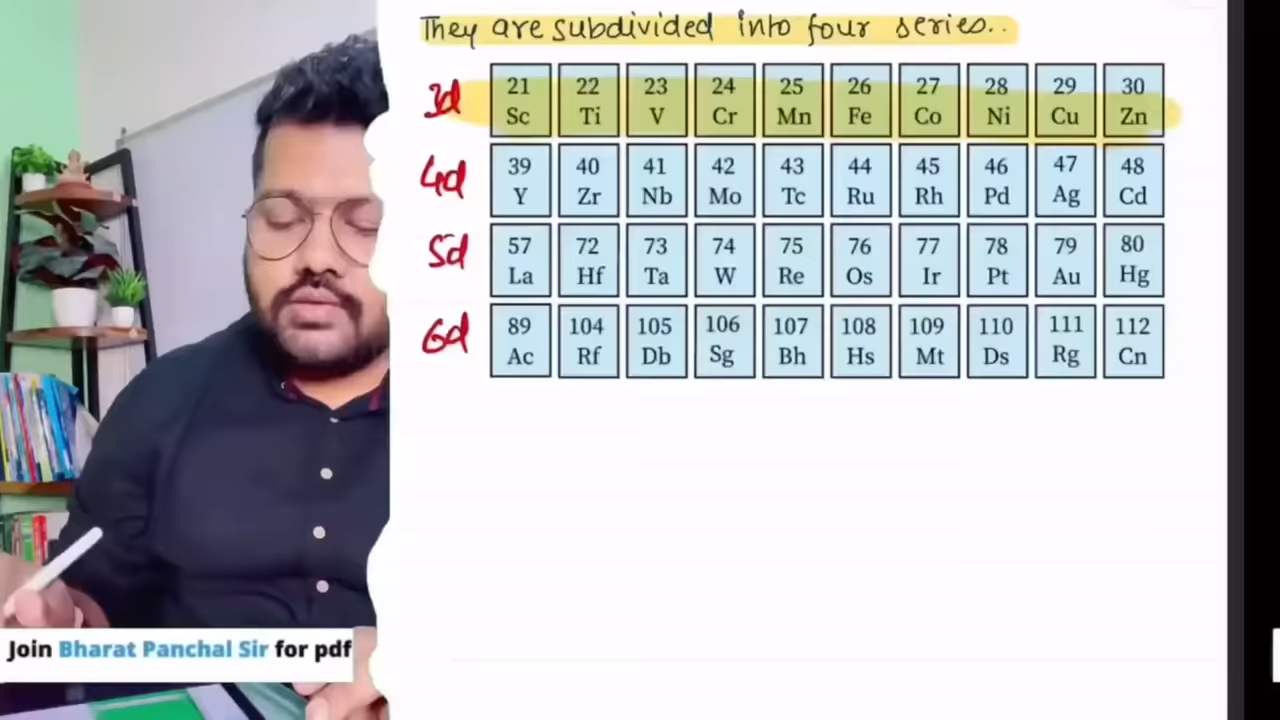 They are subdivided into four series..
3d
21 22 23 24 25 26 27 28 29 30
Sc Ti V Cr Mn Fe Co Ni Cu Zn
4d
39 40 41 42 43 44 45 46 47 48
Y Zr Nb Mo Tc Ru Rh Pd Ag Cd
5d
57 72 73 74 75 76 77 78 79 80
La Hf Ta W Re Os Ir Pt Au Hg
6d
89 104 105 106 107 108 109 110 111 112
Ac Rf Db Sg Bh Hs Mt Ds Rg Cn
Join Bharat Panchal Sir for pdf